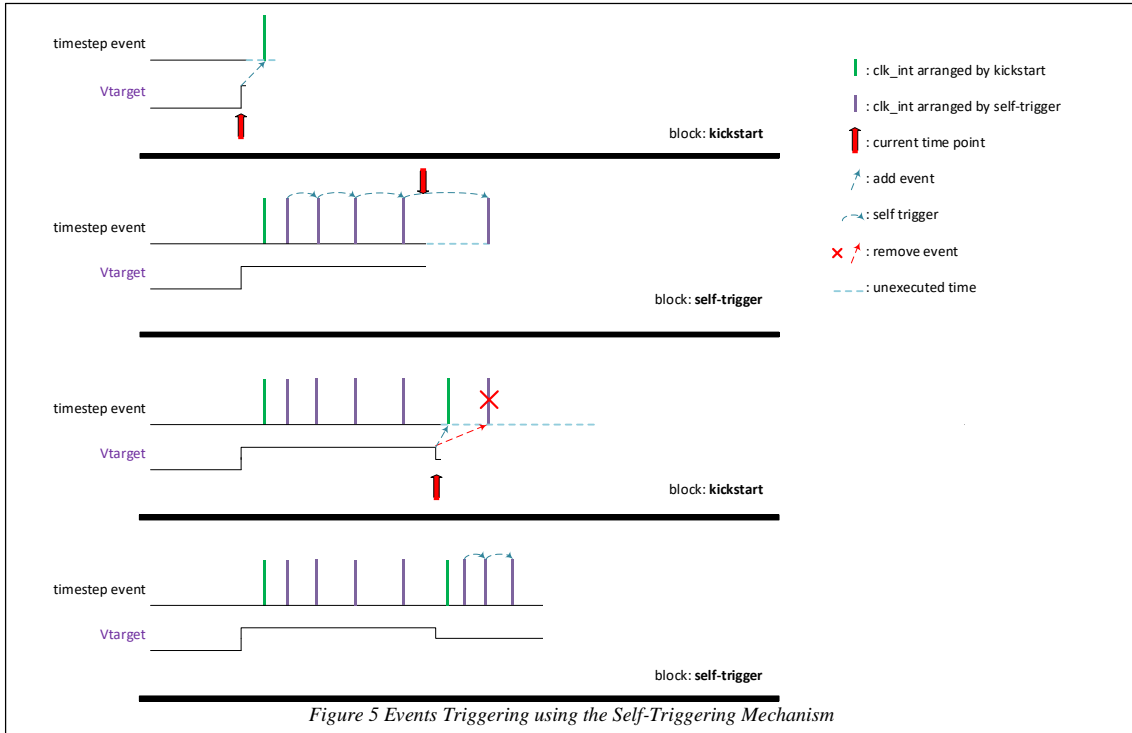 timestep event
Vtarget
block: kickstart
: clk_int arranged by kickstart
: clk_int arranged by self-trigger
: current time point
: add event
: self trigger
: remove event
: unexecuted time
timestep event
Vtarget
block: self-trigger
timestep event
Vtarget
block: kickstart
timestep event
Vtarget
block: self-trigger
Figure 5 Events Triggering using the Self-Triggering Mechanism